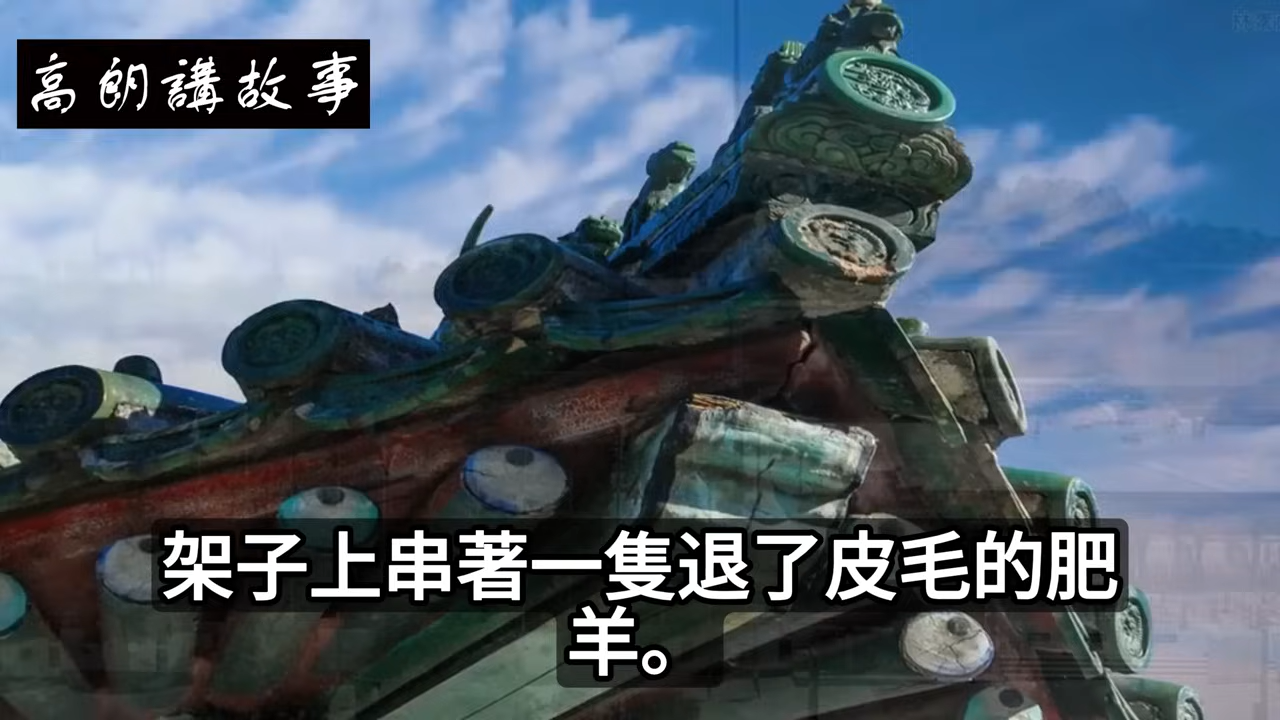 高朗講故事
架子上串著一隻退了皮毛的肥
羊。